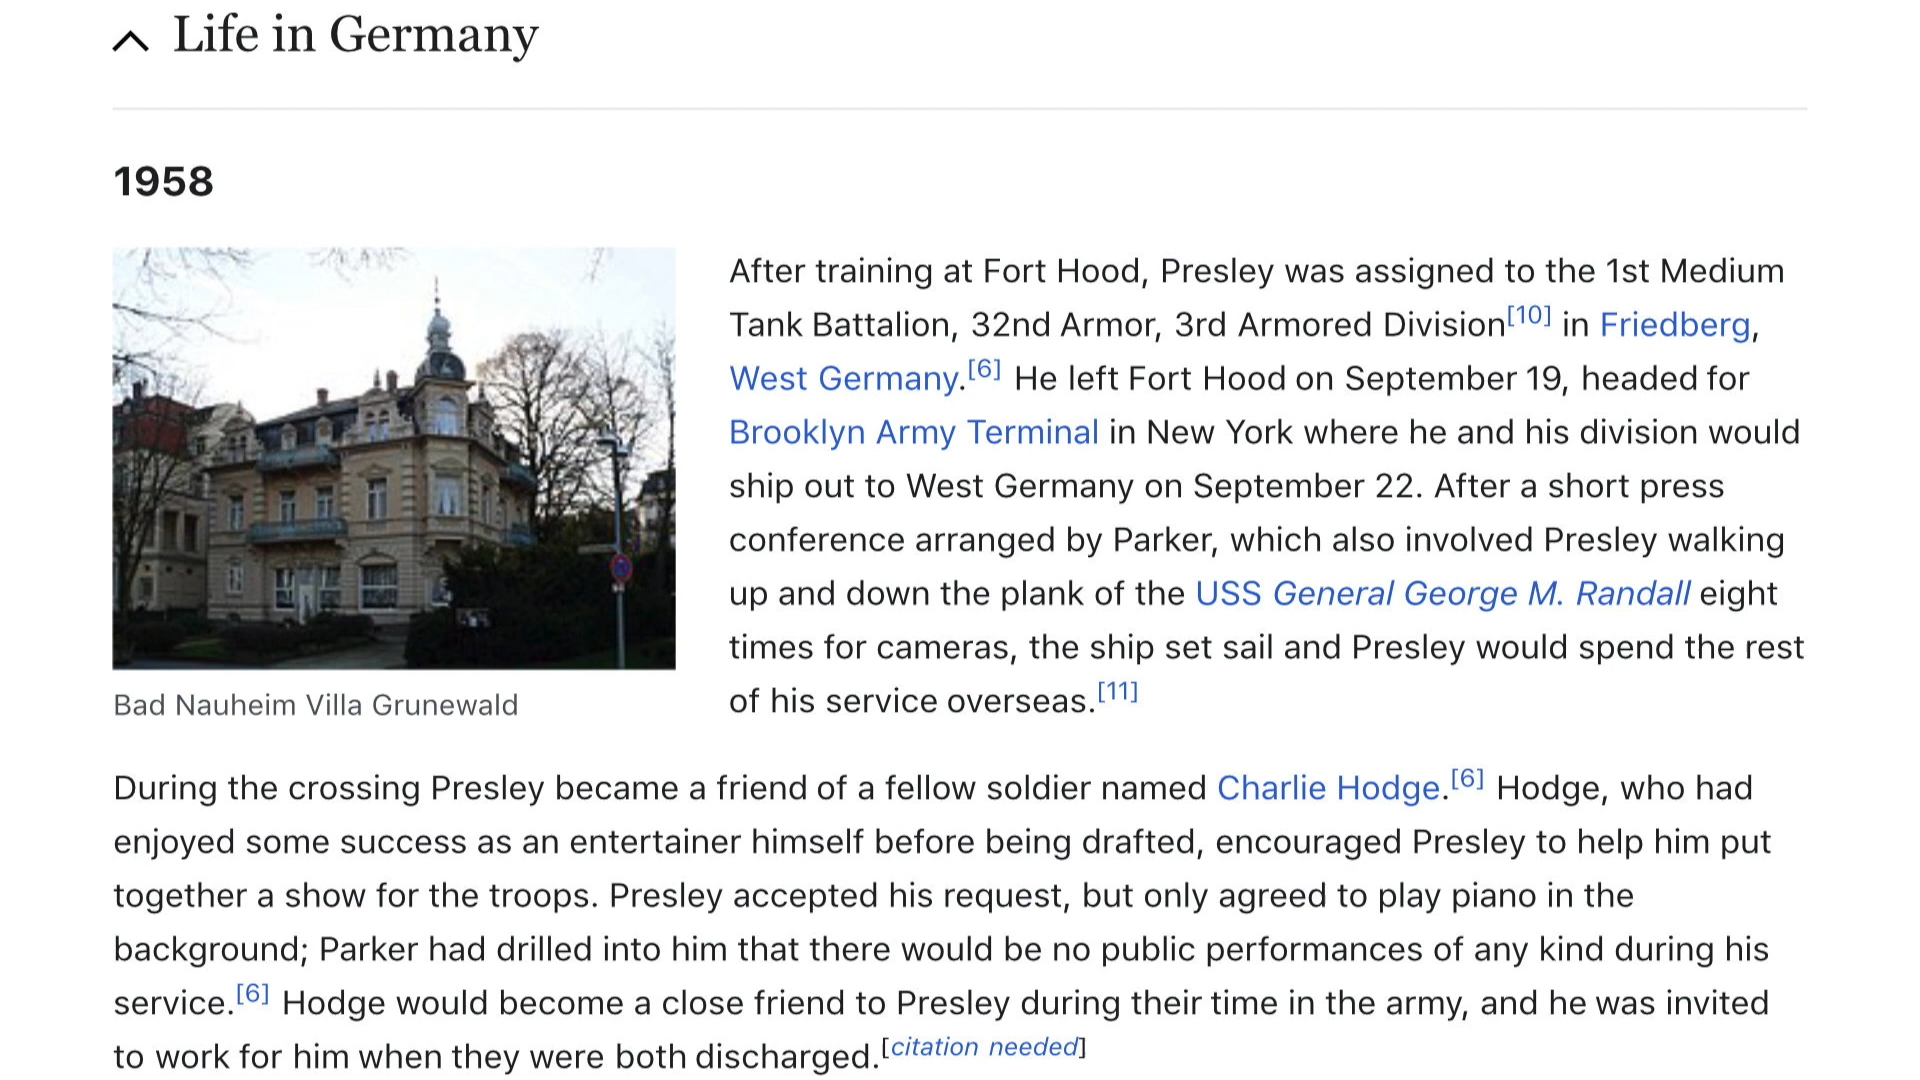 Life in Germany
1958
After training at Fort Hood, Presley was assigned to the 1st Medium
Tank Battalion, 32nd Armor, 3rd Armored Division[10] in Friedberg,
West Germany.[6] He left Fort Hood on September 19, headed for
Brooklyn Army Terminal in New York where he and his division would
ship out to West Germany on September 22. After a short press
conference arranged by Parker, which also involved Presley walking
up and down the plank of the USS General George M. Randall eight
times for cameras, the ship set sail and Presley would spend the rest
of his service overseas.[11]
Bad Nauheim Villa Grunewald
During the crossing Presley became a friend of a fellow soldier named Charlie Hodge.[6] Hodge, who had
enjoyed some success as an entertainer himself before being drafted, encouraged Presley to help him put
together a show for the troops. Presley accepted his request, but only agreed to play piano in the
background; Parker had drilled into him that there would be no public performances of any kind during his
service.[6] Hodge would become a close friend to Presley during their time in the army, and he was invited
to work for him when they were both discharged.[citation needed]